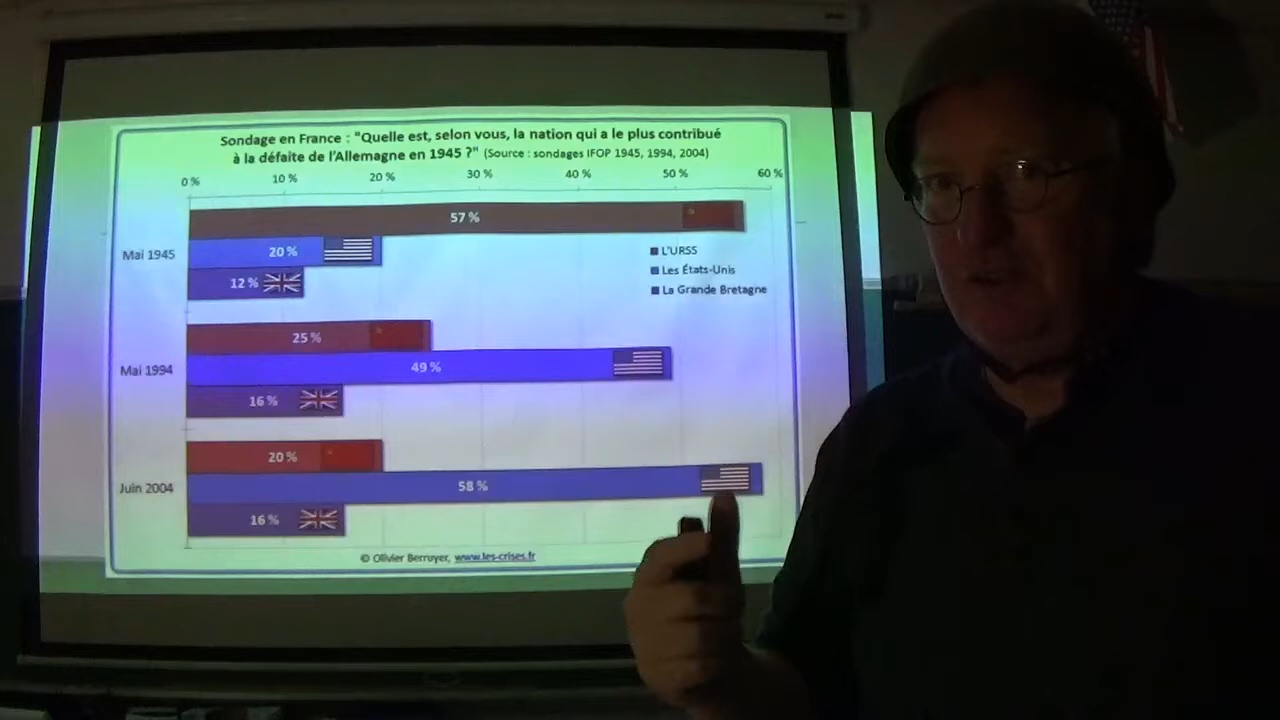 Sondage en France : "Quelle est, selon vous, la nation qui a le plus contribué
à la défaite de l'Allemagne en 1945 ?" (Source : sondages IFOP 1945, 1994, 2004)
0 % 10 % 20 % 30 % 40 % 50 % 60 %
57 %
Mai 1945 20 %
12 %
L'URSS
Les États-Unis
La Grande Bretagne
25 %
Mai 1994 49 %
16 %
20 %
Juin 2004 58 %
16 %
© Olivier Berruyer, www.les-crises.fr